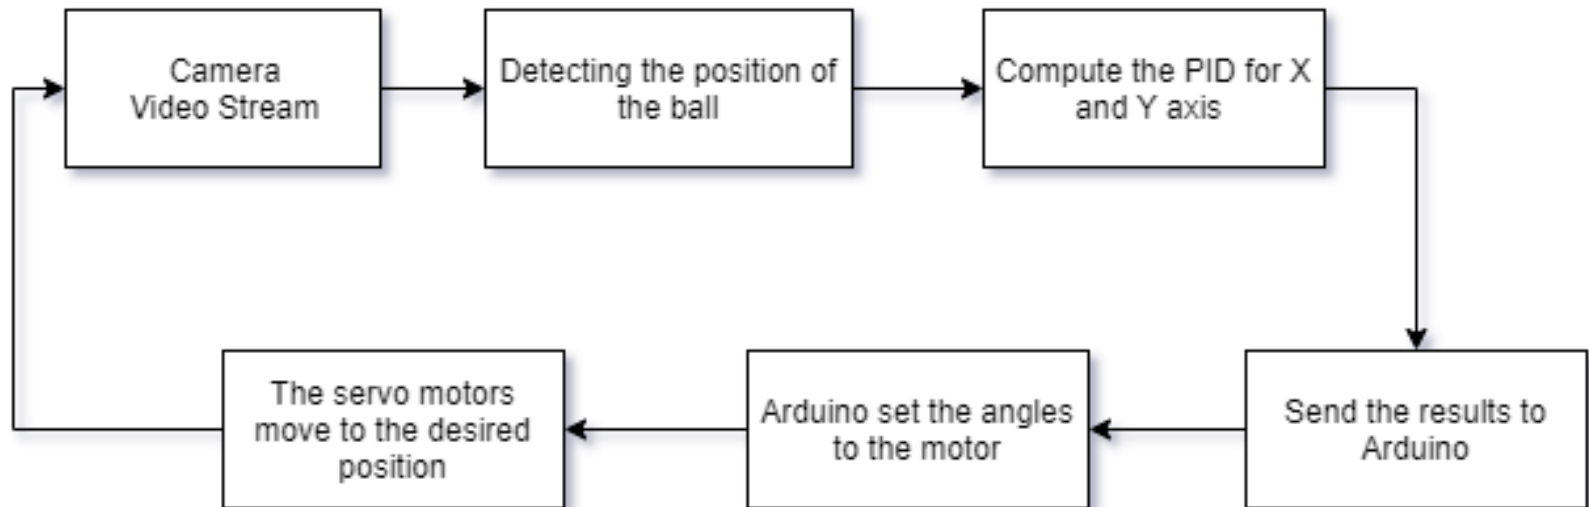 Camera
Video Stream
Detecting the position of
the ball
Compute the PID for X
and Y axis
Send the results to
Arduino
Arduino set the angles
to the motor
The servo motors
move to the desired
position